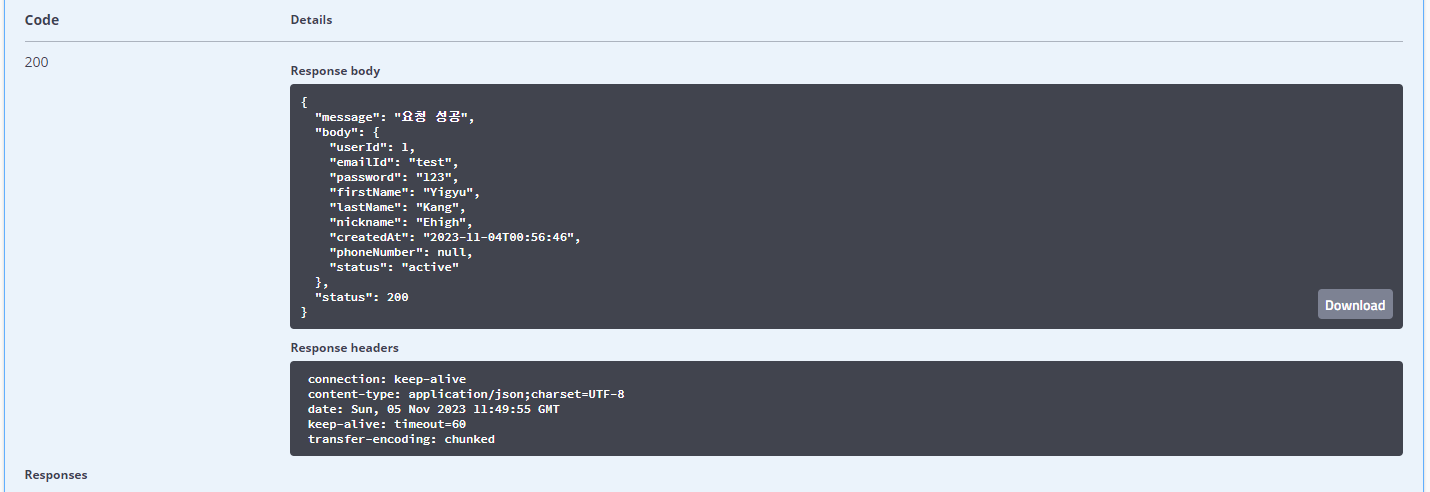 Code Details
200
Response body
{
"message": "요청 성공",
"body": {
"userId": 1,
"emailId": "test",
"password": "123",
"firstName": "Yigyu",
"lastName": "Kang",
"nickname": "Ehigh",
"createdAt": "2023-11-04T00:56:46",
"phoneNumber": null,
"status": "active"
},
"status": 200
}
Download
Response headers
connection: keep-alive
content-type: application/json;charset=UTF-8
date: Sun, 05 Nov 2023 11:49:55 GMT
keep-alive: timeout=60
transfer-encoding: chunked
Responses